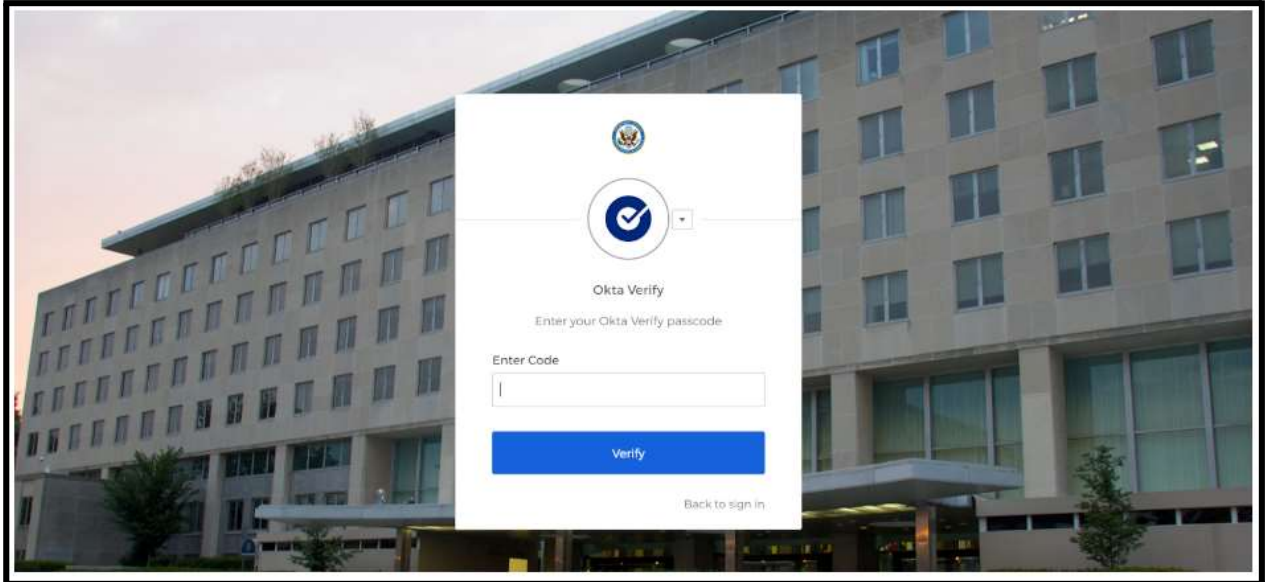 Okta Verify
Enter your Okta Verify passcode
Enter Code
Verify
Back to sign in